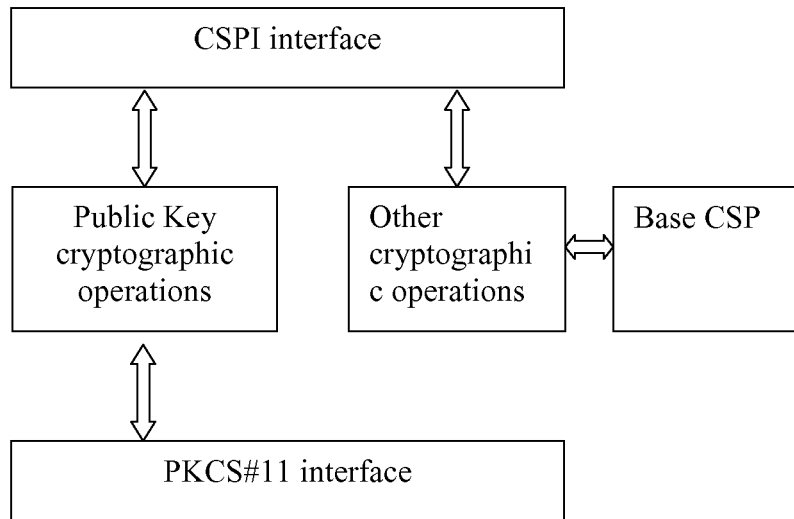 CSPI interface
Public Key
cryptographic
operations
Other
cryptographi
c operations
Base CSP
PKCS#11 interface